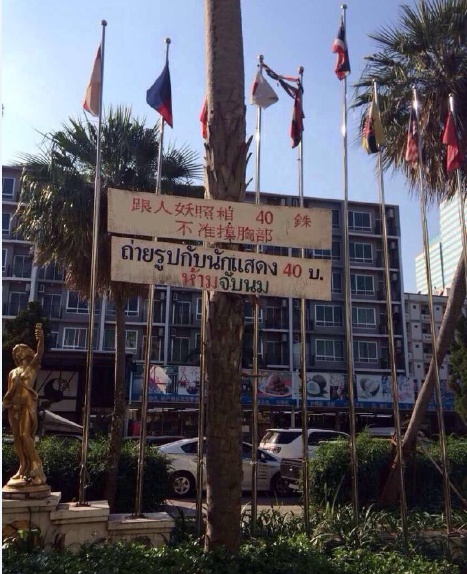 跟人妖照相 40 銖
不准摸胸部
ถ่ายรูปกับนักแสดง 40 บ.
ห้ามจับนม